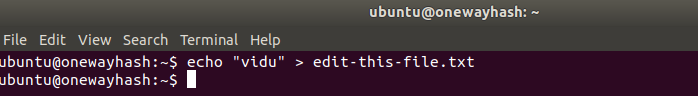 ubuntu@onewayhash: ~
File Edit View Search Terminal Help
ubuntu@onewayhash:~$ echo "vidu" > edit-this-file.txt
ubuntu@onewayhash:~$